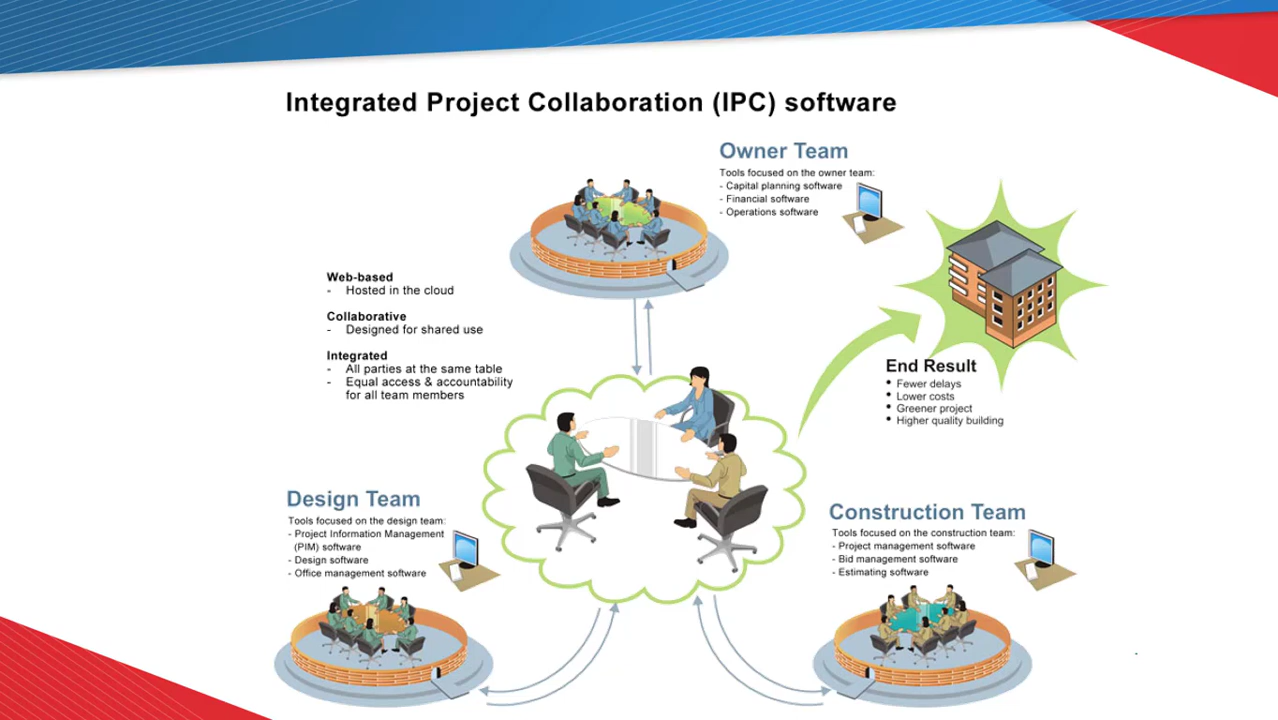 Integrated Project Collaboration (IPC) software
Owner Team
Tools focused on the owner team:
- Capital planning software
- Financial software
- Operations software
Web-based
- Hosted in the cloud
Collaborative
- Designed for shared use
Integrated
- All parties at the same table
- Equal access & accountability
for all team members
End Result
• Fewer delays
• Lower costs
• Greener project
• Higher quality building
Design Team
Tools focused on the design team:
- Project Information Management
(PIM) software
- Design software
- Office management software
Construction Team
Tools focused on the construction team:
- Project management software
- Bid management software
- Estimating software